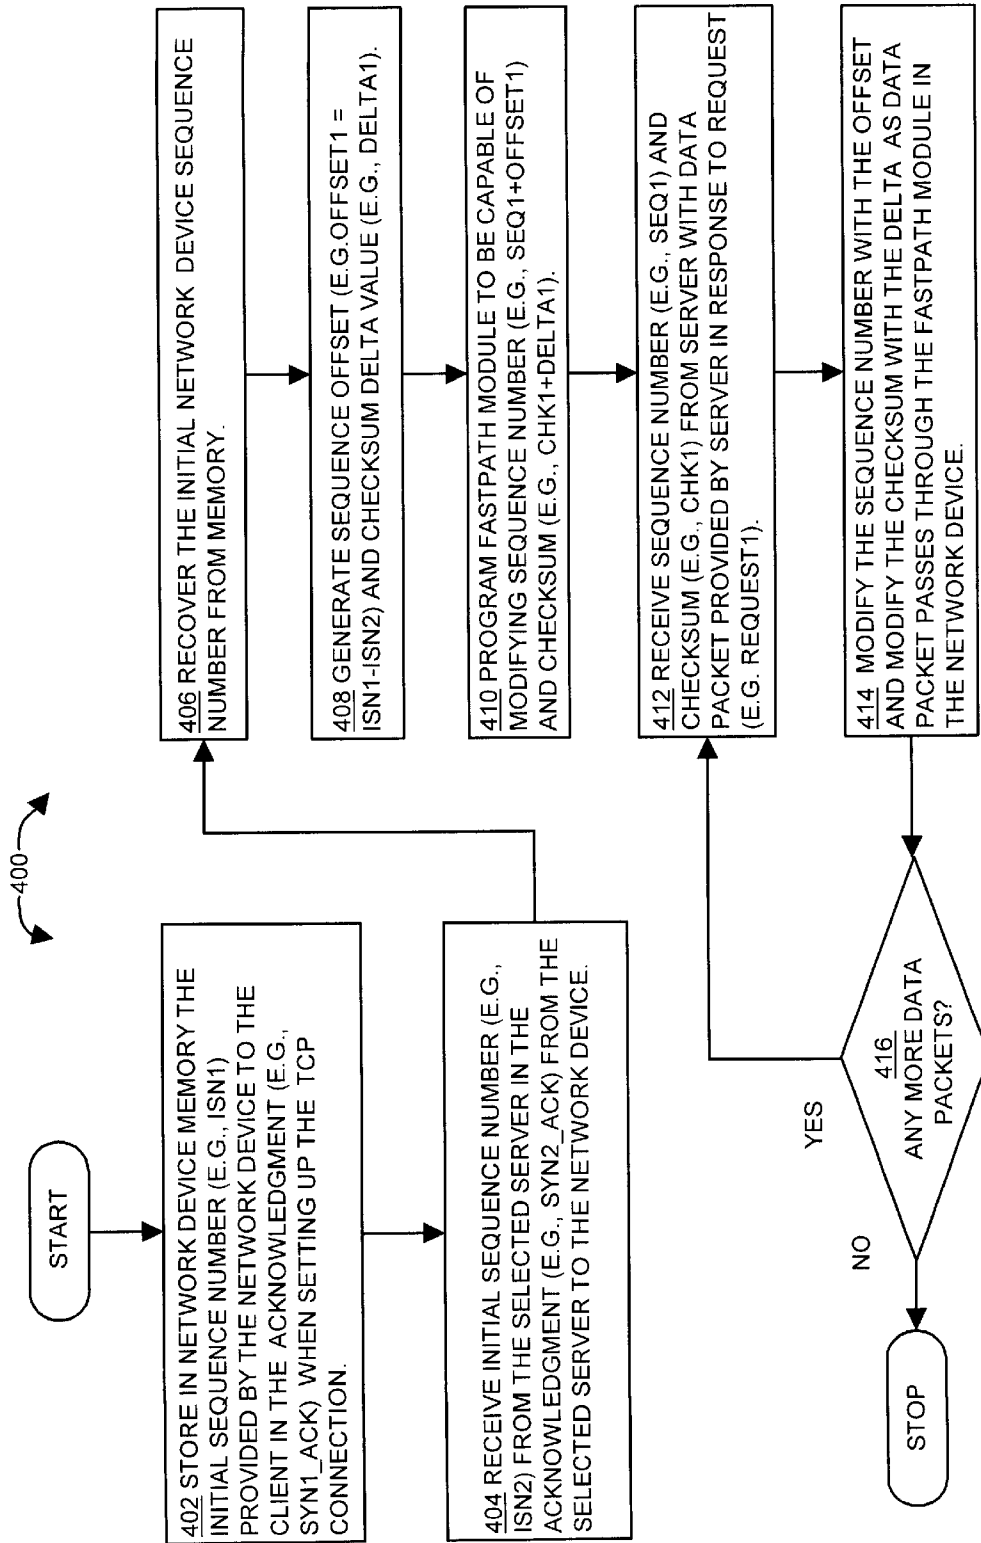 400
START
402 STORE IN NETWORK DEVICE MEMORY THE
INITIAL SEQUENCE NUMBER (E.G., ISN1)
PROVIDED BY THE NETWORK DEVICE TO THE
CLIENT IN THE ACKNOWLEDGMENT (E.G.,
SYN1_ACK) WHEN SETTING UP THE TCP
CONNECTION.
404 RECEIVE INITIAL SEQUENCE NUMBER (E.G.,
ISN2) FROM THE SELECTED SERVER IN THE
ACKNOWLEDGMENT (E.G., SYN2_ACK) FROM THE
SELECTED SERVER TO THE NETWORK DEVICE.
406 RECOVER THE INITIAL NETWORK DEVICE SEQUENCE
NUMBER FROM MEMORY.
408 GENERATE SEQUENCE OFFSET (E.G.OFFSET1 =
ISN1-ISN2) AND CHECKSUM DELTA VALUE (E.G., DELTA1).
410 PROGRAM FASTPATH MODULE TO BE CAPABLE OF
MODIFYING SEQUENCE NUMBER (E.G., SEQ1+OFFSET1)
AND CHECKSUM (E.G., CHK1+DELTA1).
412 RECEIVE SEQUENCE NUMBER (E.G., SEQ1) AND
CHECKSUM (E.G., CHK1) FROM SERVER WITH DATA
PACKET PROVIDED BY SERVER IN RESPONSE TO REQUEST
(E.G. REQUEST1).
414 MODIFY THE SEQUENCE NUMBER WITH THE OFFSET
AND MODIFY THE CHECKSUM WITH THE DELTA AS DATA
PACKET PASSES THROUGH THE FASTPATH MODULE IN
THE NETWORK DEVICE.
416
ANY MORE DATA
PACKETS?
YES
NO
STOP